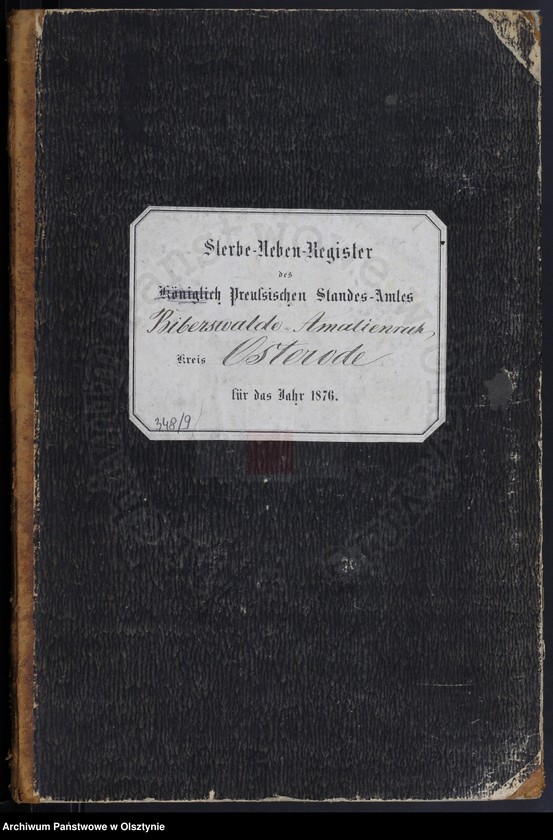 Sterbe-Neben-Register
des
Königlich Preußischen Standes-Amtes
Biberswalde-Amalienruh,
Kreis Osterode
für das Jahr 1876.
348/9
Archiwum Państwowe w Olsztynie